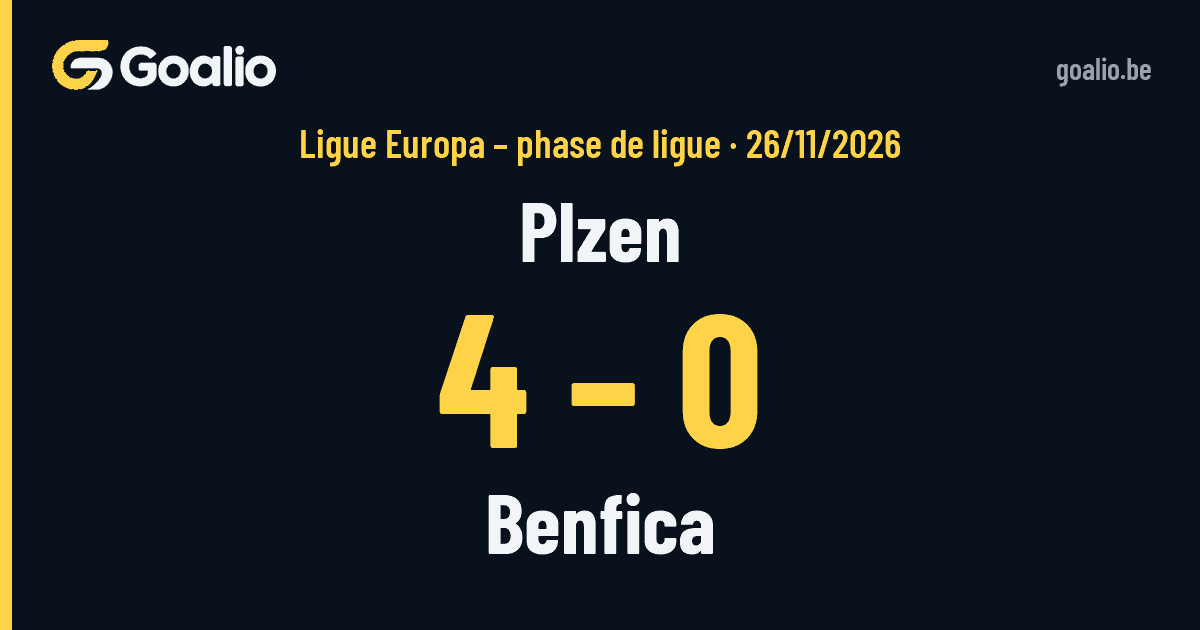 Goalio
goalio.be
Ligue Europa – phase de ligue · 26/11/2026
Plzen
4 – 0
Benfica